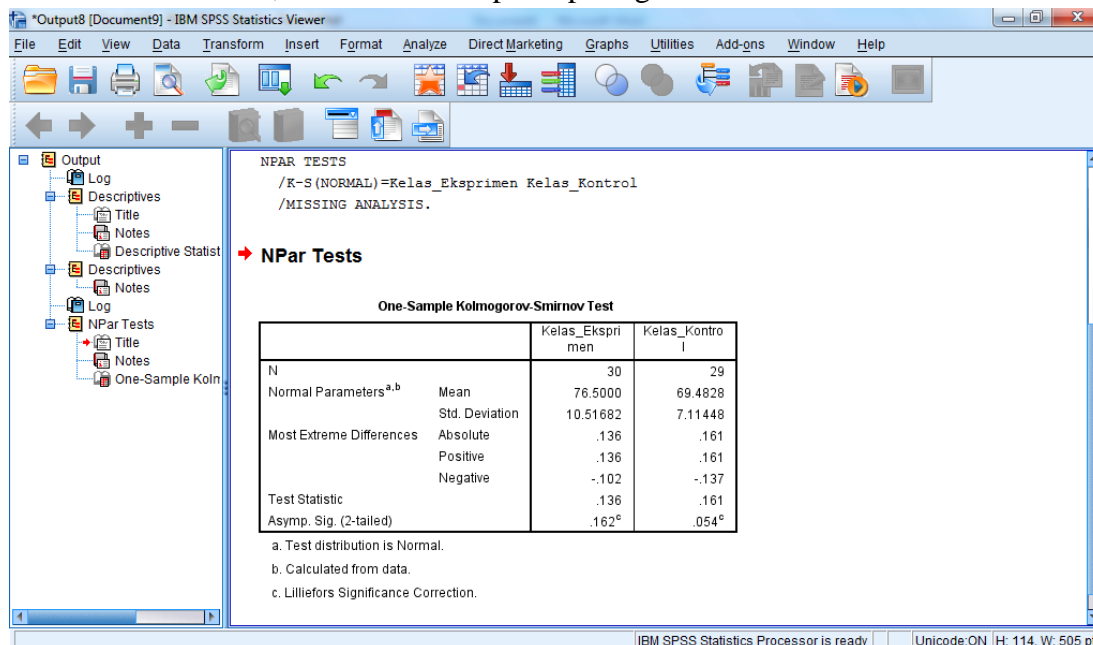 *Output8 [Document9] - IBM SPSS Statistics Viewer
File Edit View Data Transform Insert Format Analyze Direct Marketing Graphs Utilities Add-ons Window Help
Output
Log
Descriptives
Title
Notes
Descriptive Statist
Descriptives
Notes
Log
NPar Tests
Title
Notes
One-Sample Koln
NPAR TESTS
/K-S(NORMAL)=Kelas_Eksprimen Kelas_Kontrol
/MISSING ANALYSIS.
NPar Tests
One-Sample Kolmogorov-Smirnov Test
Kelas_Ekspri
men
Kelas_Kontro
l
N 30 29
Normal Parameters a,b Mean 76.5000 69.4828
Std. Deviation 10.51682 7.11448
Most Extreme Differences Absolute .136 .161
Positive .136 .161
Negative -.102 -.137
Test Statistic .136 .161
Asymp. Sig. (2-tailed) .162c .054c
a. Test distribution is Normal.
b. Calculated from data.
c. Lilliefors Significance Correction.
IBM SPSS Statistics Processor is ready Unicode:ON H: 114, W: 505 pt